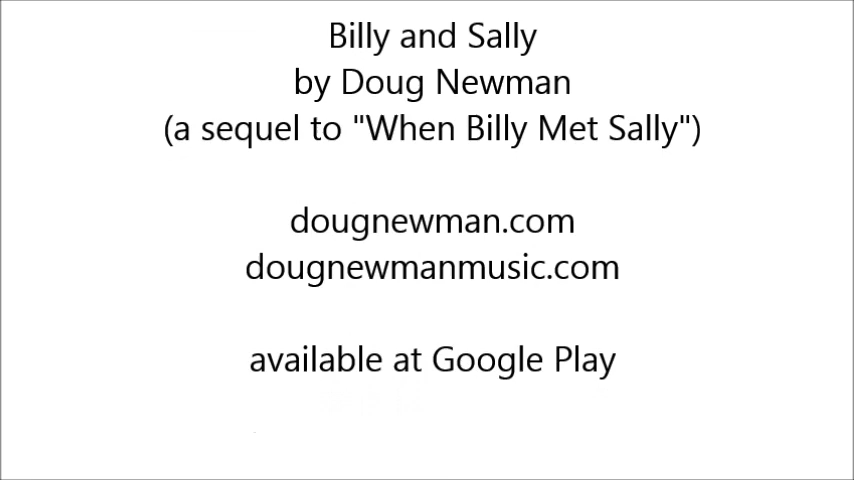 Billy and Sally
by Doug Newman
(a sequel to "When Billy Met Sally")
dougnewman.com
dougnewmanmusic.com
available at Google Play